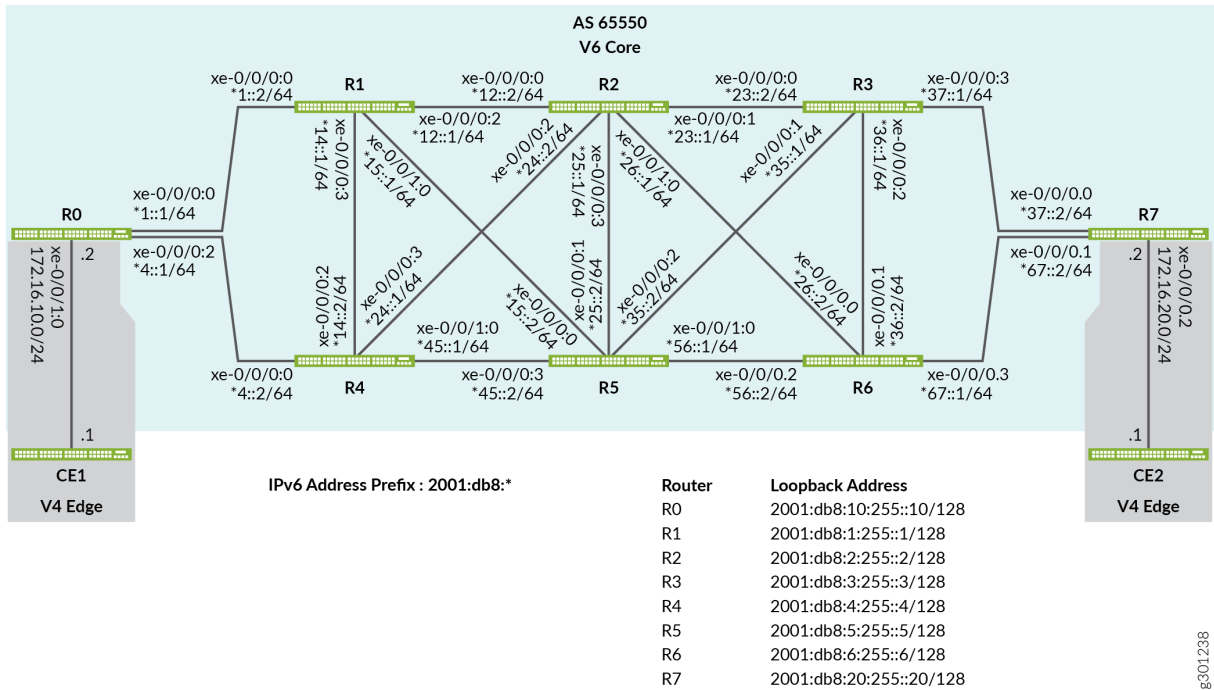 AS 65550
V6 Core
xe-0/0/0:0
*1::2/64
R1
xe-0/0/0:0
*12::2/64
R2
xe-0/0/0:0
*23::2/64
R3
xe-0/0/0:3
*37::1/64
xe-0/0/0:2
*12::1/64
xe-0/0/0:1
*23::1/64
xe-0/0/0:3
*14::1/64
xe-0/0/1:0
*15::1/64
xe-0/0/0:2
*24::2/64
xe-0/0/0:3
*25::1/64
xe-0/0/1:0
*26::1/64
xe-0/0/0:1
*35::1/64
xe-0/0/0:2
*36::1/64
R0
xe-0/0/0:0
*1::1/64
xe-0/0/0:2
*4::1/64
xe-0/0/0.0
*37::2/64
R7
xe-0/0/0.1
*67::2/64
.2
xe-0/0/1:0
172.16.10.0/24
.1
xe-0/0/0:2
*14::2/64
xe-0/0/0:3
*24::1/64
xe-0/0/0:0
*15::2/64
xe-0/0/0:1
*25::2/64
xe-0/0/0:2
*35::2/64
xe-0/0/0.0
*26::2/64
xe-0/0/0.1
*36::2/64
.2
xe-0/0/0.2
172.16.20.0/24
.1
xe-0/0/1:0
*45::1/64
xe-0/0/1:0
*56::1/64
xe-0/0/0:0
*4::2/64
R4
xe-0/0/0:3
*45::2/64
R5
xe-0/0/0.2
*56::2/64
R6
xe-0/0/0.3
*67::1/64
CE1
V4 Edge
CE2
V4 Edge
IPv6 Address Prefix : 2001:db8:*
Router Loopback Address
R0 2001:db8:10:255::10/128
R1 2001:db8:1:255::1/128
R2 2001:db8:2:255::2/128
R3 2001:db8:3:255::3/128
R4 2001:db8:4:255::4/128
R5 2001:db8:5:255::5/128
R6 2001:db8:6:255::6/128
R7 2001:db8:20:255::20/128
g301238